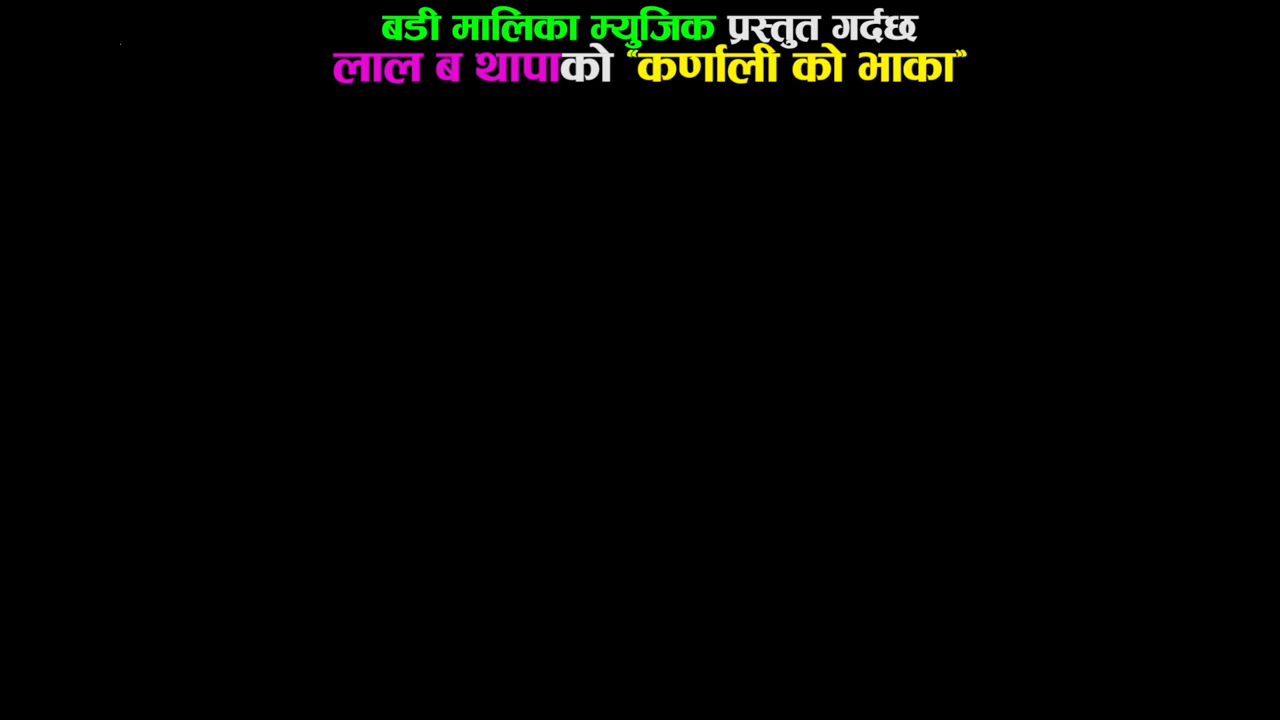 बडी मालिका म्युजिक प्रस्तुत गर्दछ
लाल ब थापाको “कर्णाली को भाका”